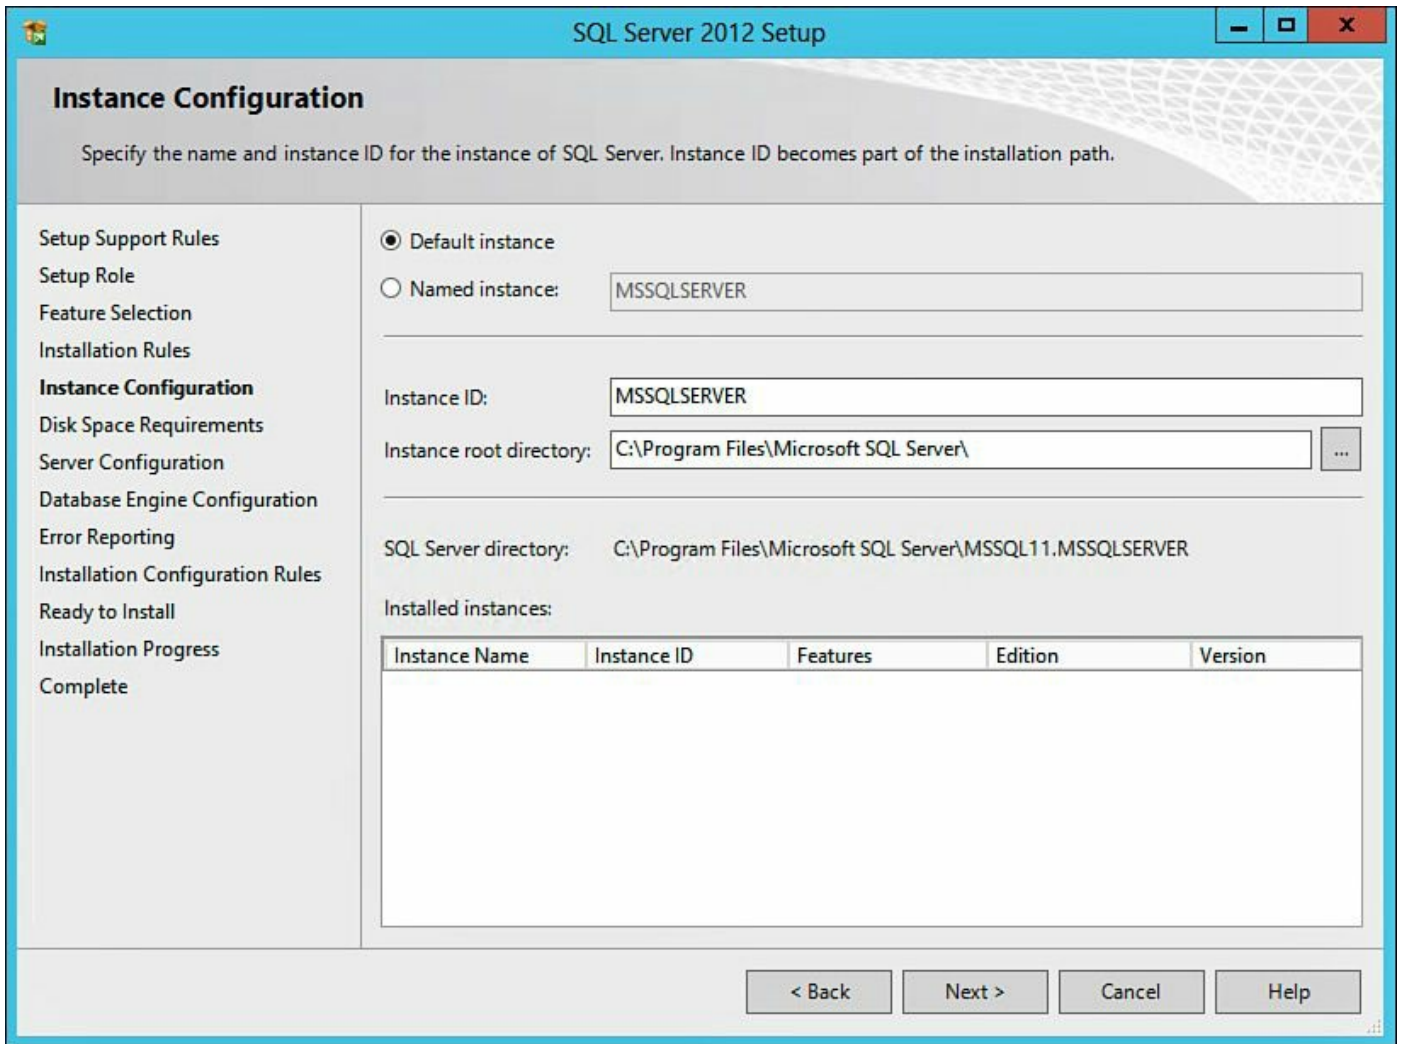 SQL Server 2012 Setup
Instance Configuration
Specify the name and instance ID for the instance of SQL Server. Instance ID becomes part of the installation path.
Setup Support Rules
Setup Role
Feature Selection
Installation Rules
Instance Configuration
Disk Space Requirements
Server Configuration
Database Engine Configuration
Error Reporting
Installation Configuration Rules
Ready to Install
Installation Progress
Complete
Default instance
Named instance: MSSQLSERVER
Instance ID: MSSQLSERVER
Instance root directory: C:\Program Files\Microsoft SQL Server\ ...
SQL Server directory: C:\Program Files\Microsoft SQL Server\MSSQL11.MSSQLSERVER
Installed instances:
Instance Name Instance ID Features Edition Version
< Back Next > Cancel Help